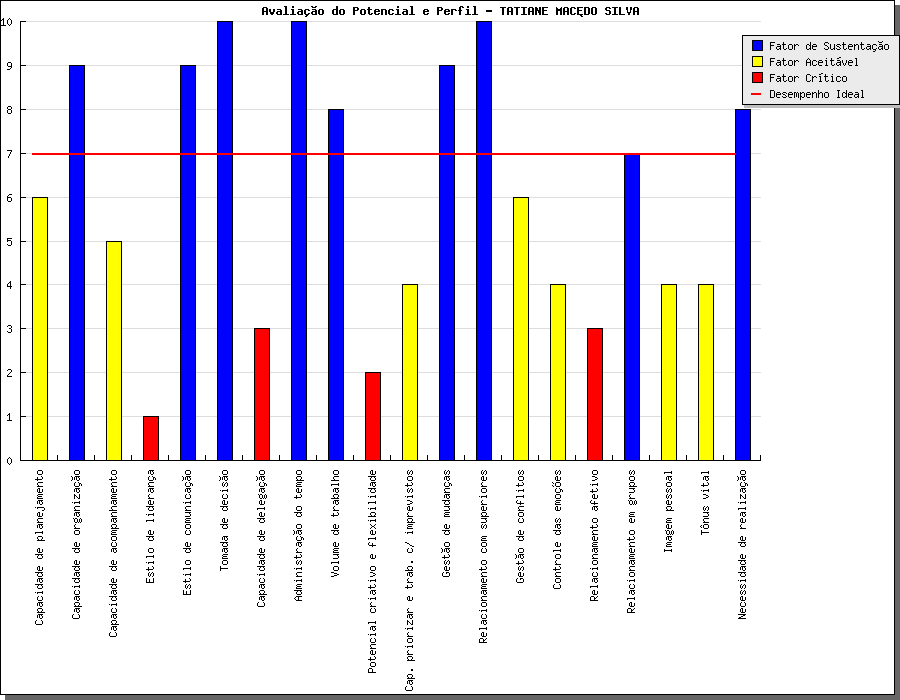 Avaliação do Potencial e Perfil - TATIANE MACEDO SILVA
Fator de Sustentação
Fator Aceitável
Fator Crítico
Desempenho Ideal
10
9
8
7
6
5
4
3
2
1
0
Capacidade de planejamento
Capacidade de organização
Capacidade de acompanhamento
Estilo de liderança
Estilo de comunicação
Tomada de decisão
Capacidade de delegação
Administração do tempo
Volume de trabalho
Potencial criativo e flexibilidade
Cap. priorizar e trab. c/ imprevistos
Gestão de mudanças
Relacionamento com superiores
Gestão de conflitos
Controle das emoções
Relacionamento afetivo
Relacionamento em grupos
Imagem pessoal
Tônus vital
Necessidade de realização